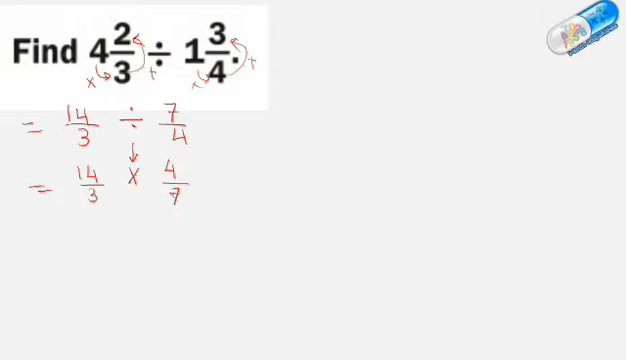 Find 4 2/3 ÷ 1 3/4.
× + × +
= 14/3 ÷ 7/4
= 14/3 × 4/7